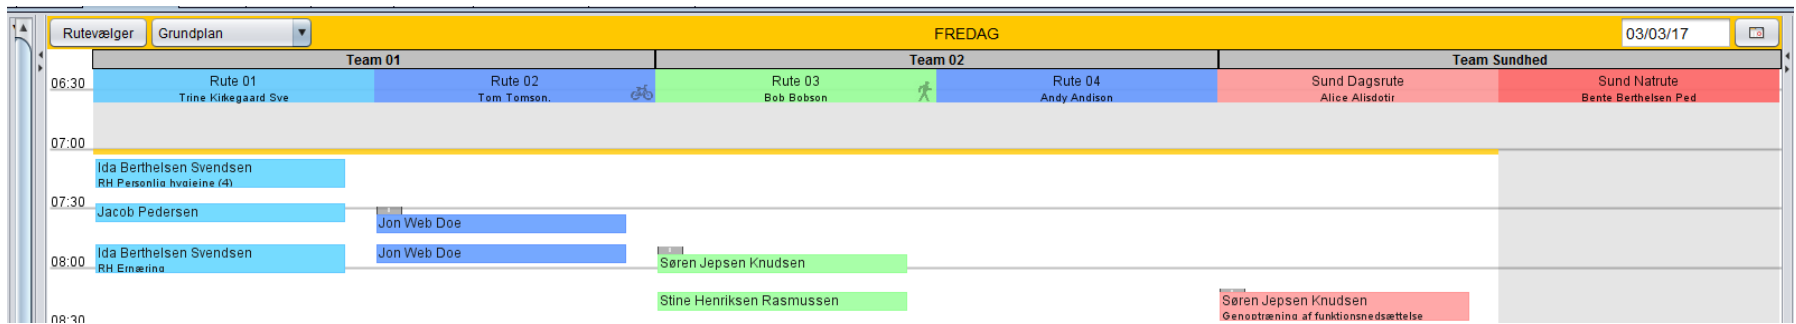 Rutevælger Grundplan FREDAG 03/03/17
Team 01 Team 02 Team Sundhed
06:30 Rute 01 Rute 02 Rute 03 Rute 04 Sund Dagsrute Sund Natrute
Trine Kirkegaard Sve Tom Tomson. Bob Bobson Andy Andison Alice Alisdotir Bente Berthelsen Ped
07:00
Ida Berthelsen Svendsen
RH Personlig hygiejne (4)
07:30 Jacob Pedersen
Jon Web Doe
Ida Berthelsen Svendsen Jon Web Doe
08:00 RH Ernæring Søren Jepsen Knudsen
Stine Henriksen Rasmussen Søren Jepsen Knudsen
Genoptræning af funktionsnedsættelse
08:30